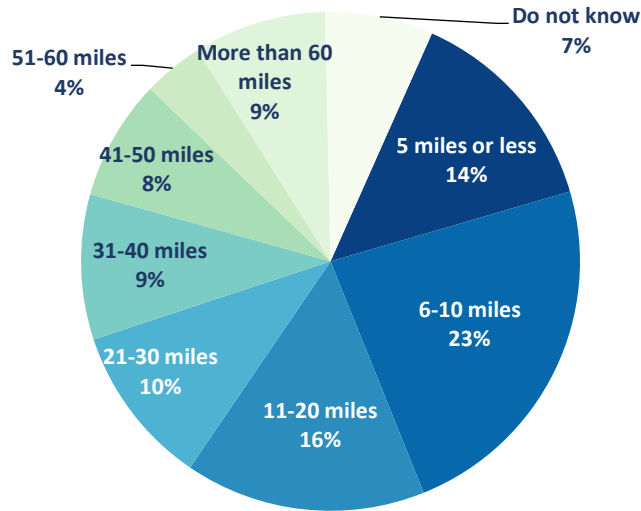 Do not know
7%
5 miles or less
14%
6-10 miles
23%
11-20 miles
16%
21-30 miles
10%
31-40 miles
9%
41-50 miles
8%
51-60 miles
4%
More than 60
miles
9%